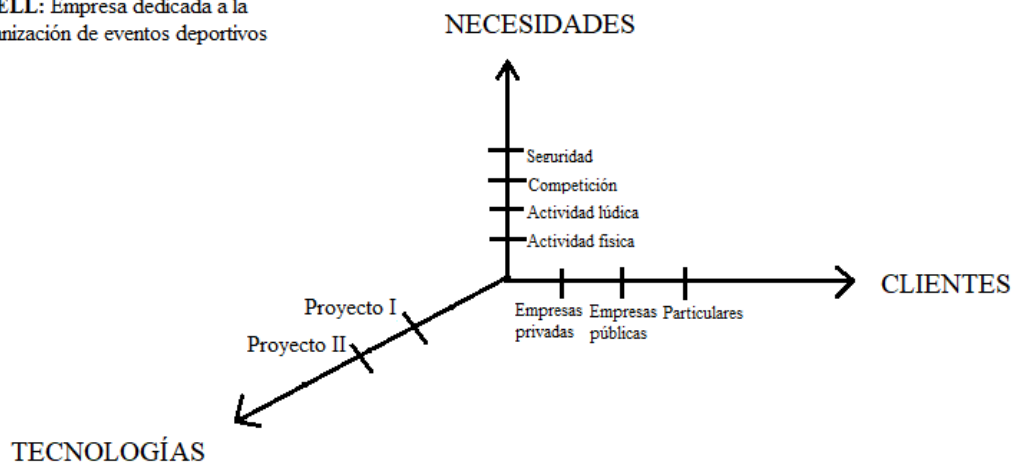 ELL: Empresa dedicada a la
nización de eventos deportivos
NECESIDADES
Seguridad
Competición
Actividad lúdica
Actividad fisica
CLIENTES
Empresas Empresas Particulares
privadas públicas
Proyecto I
Proyecto II
TECNOLOGÍAS